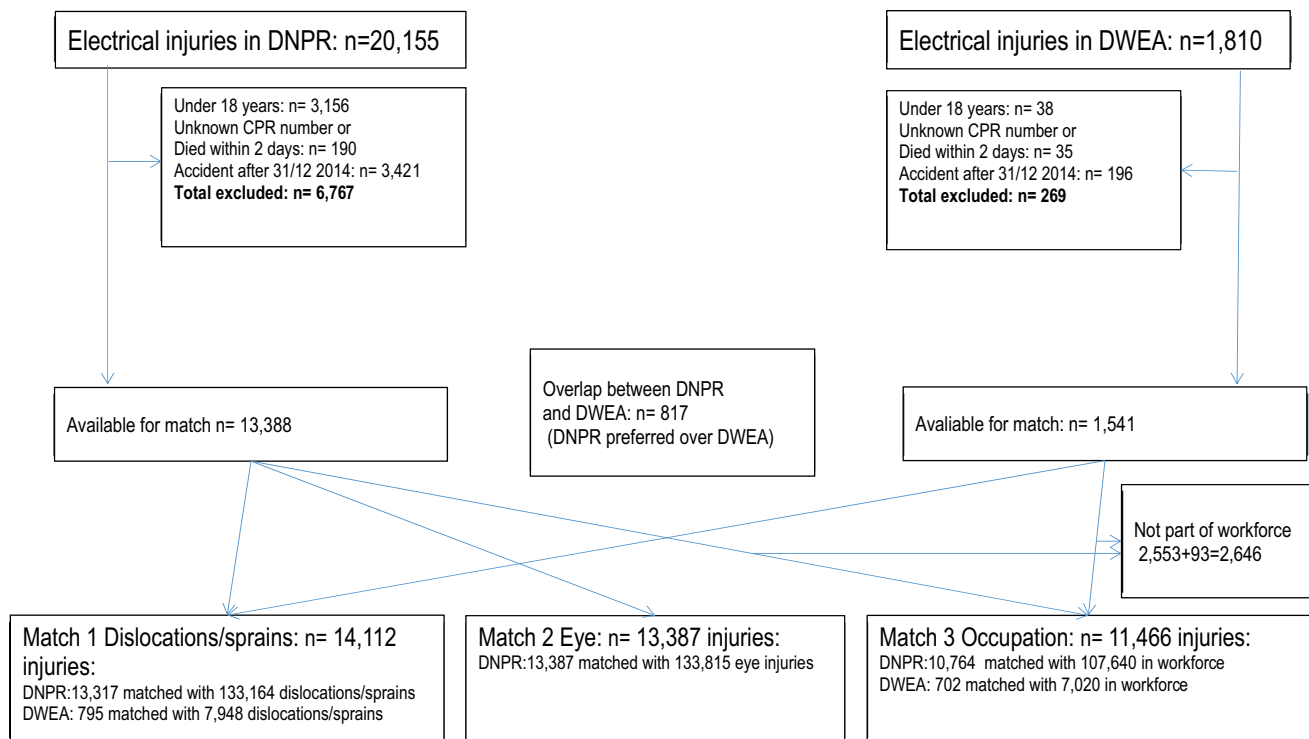 Electrical injuries in DNPR: n=20,155
Electrical injuries in DWEA: n=1,810
Under 18 years: n= 3,156
Unknown CPR number or
Died within 2 days: n= 190
Accident after 31/12 2014: n= 3,421
Total excluded: n= 6,767
Under 18 years: n= 38
Unknown CPR number or
Died within 2 days: n= 35
Accident after 31/12 2014: n= 196
Total excluded: n= 269
Available for match n= 13,388
Overlap between DNPR
and DWEA: n= 817
(DNPR preferred over DWEA)
Avaliable for match: n= 1,541
Not part of workforce
2,553+93=2,646
Match 1 Dislocations/sprains: n= 14,112
injuries:
DNPR:13,317 matched with 133,164 dislocations/sprains
DWEA: 795 matched with 7,948 dislocations/sprains
Match 2 Eye: n= 13,387 injuries:
DNPR:13,387 matched with 133,815 eye injuries
Match 3 Occupation: n= 11,466 injuries:
DNPR:10,764 matched with 107,640 in workforce
DWEA: 702 matched with 7,020 in workforce